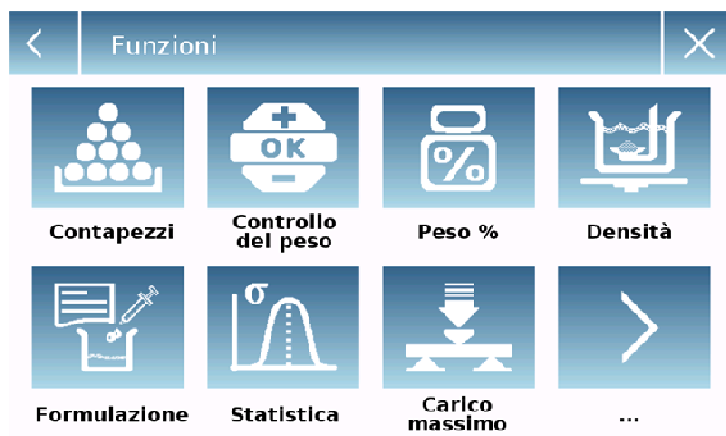 Funzioni
OK
%
Contapezzi
Controllo
del peso
Peso %
Densità
σ
Formulazione
Statistica
Carico
massimo
...